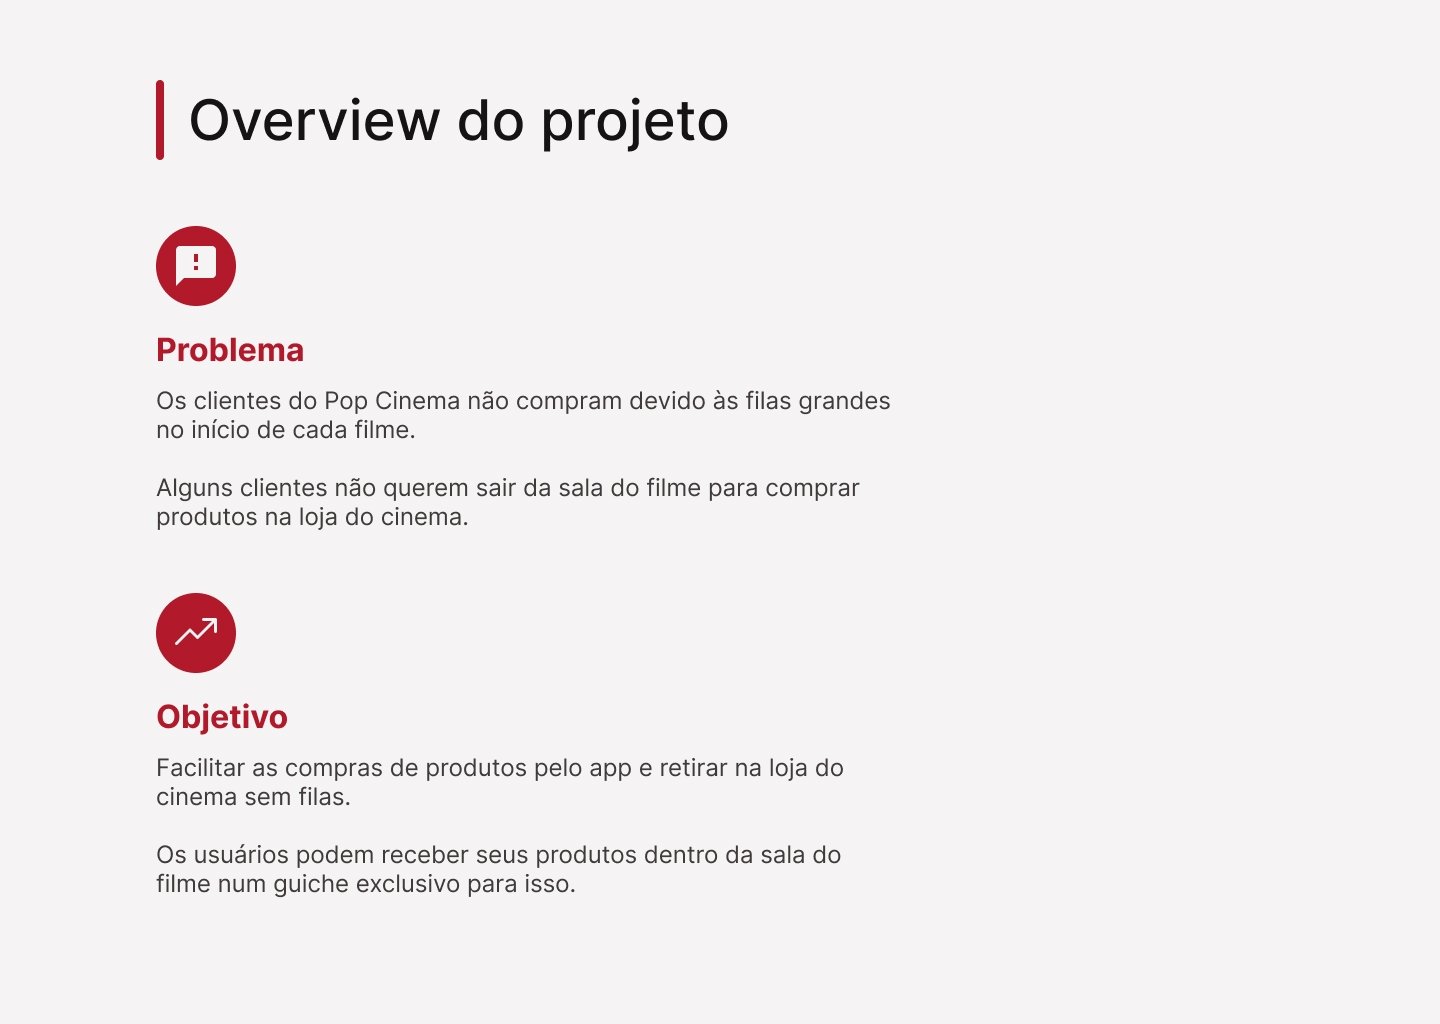 Overview do projeto
Problema
Os clientes do Pop Cinema não compram devido às filas grandes
no início de cada filme.
Alguns clientes não querem sair da sala do filme para comprar
produtos na loja do cinema.
Objetivo
Facilitar as compras de produtos pelo app e retirar na loja do
cinema sem filas.
Os usuários podem receber seus produtos dentro da sala do
filme num guiche exclusivo para isso.